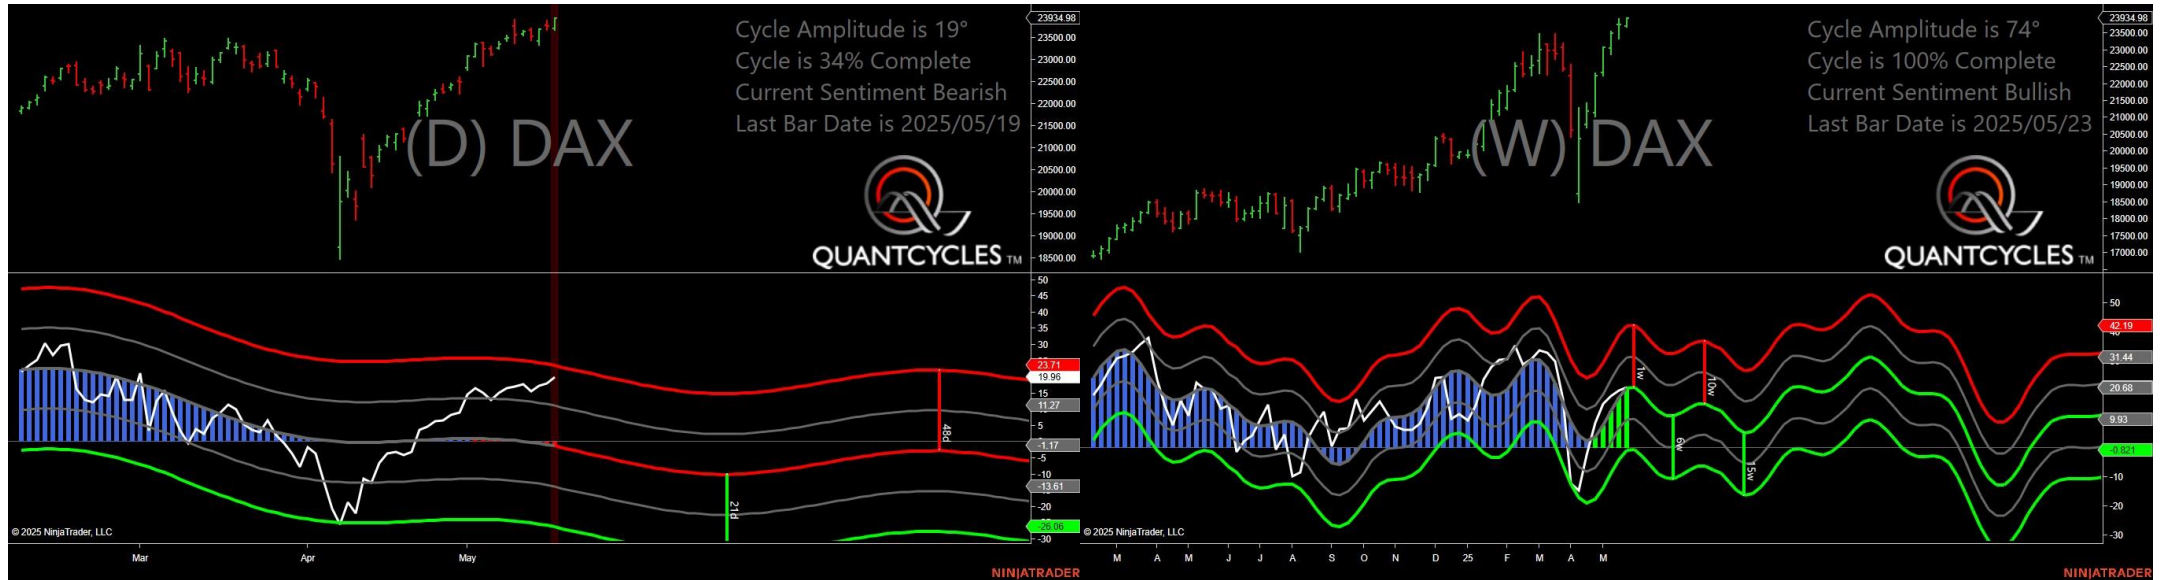 Cycle Amplitude is 19°
Cycle is 34% Complete
Current Sentiment Bearish
Last Bar Date is 2025/05/19
(D) DAX
QUANTCYCLES TM
23934.98
23500.00
23000.00
22500.00
22000.00
21500.00
21000.00
20500.00
20000.00
19500.00
19000.00
18500.00
50
45
40
35
30
23.71
19.96
15
11.27
5
-1.17
-5
-10
-13.61
-20
-26.06
-30
48d
21d
© 2025 NinjaTrader, LLC
Mar Apr May
NINJATRADER
Cycle Amplitude is 74°
Cycle is 100% Complete
Current Sentiment Bullish
Last Bar Date is 2025/05/23
(W) DAX
QUANTCYCLES TM
23934.98
23500.00
22500.00
22000.00
21500.00
21000.00
20500.00
20000.00
19500.00
19000.00
18500.00
18000.00
17500.00
17000.00
50
42.19
31.44
20.68
9.93
-0.821
-10
-20
-30
1w
10w
6w
15w
© 2025 NinjaTrader, LLC
M A M J J A S O N D 25 F M A M
NINJATRADER